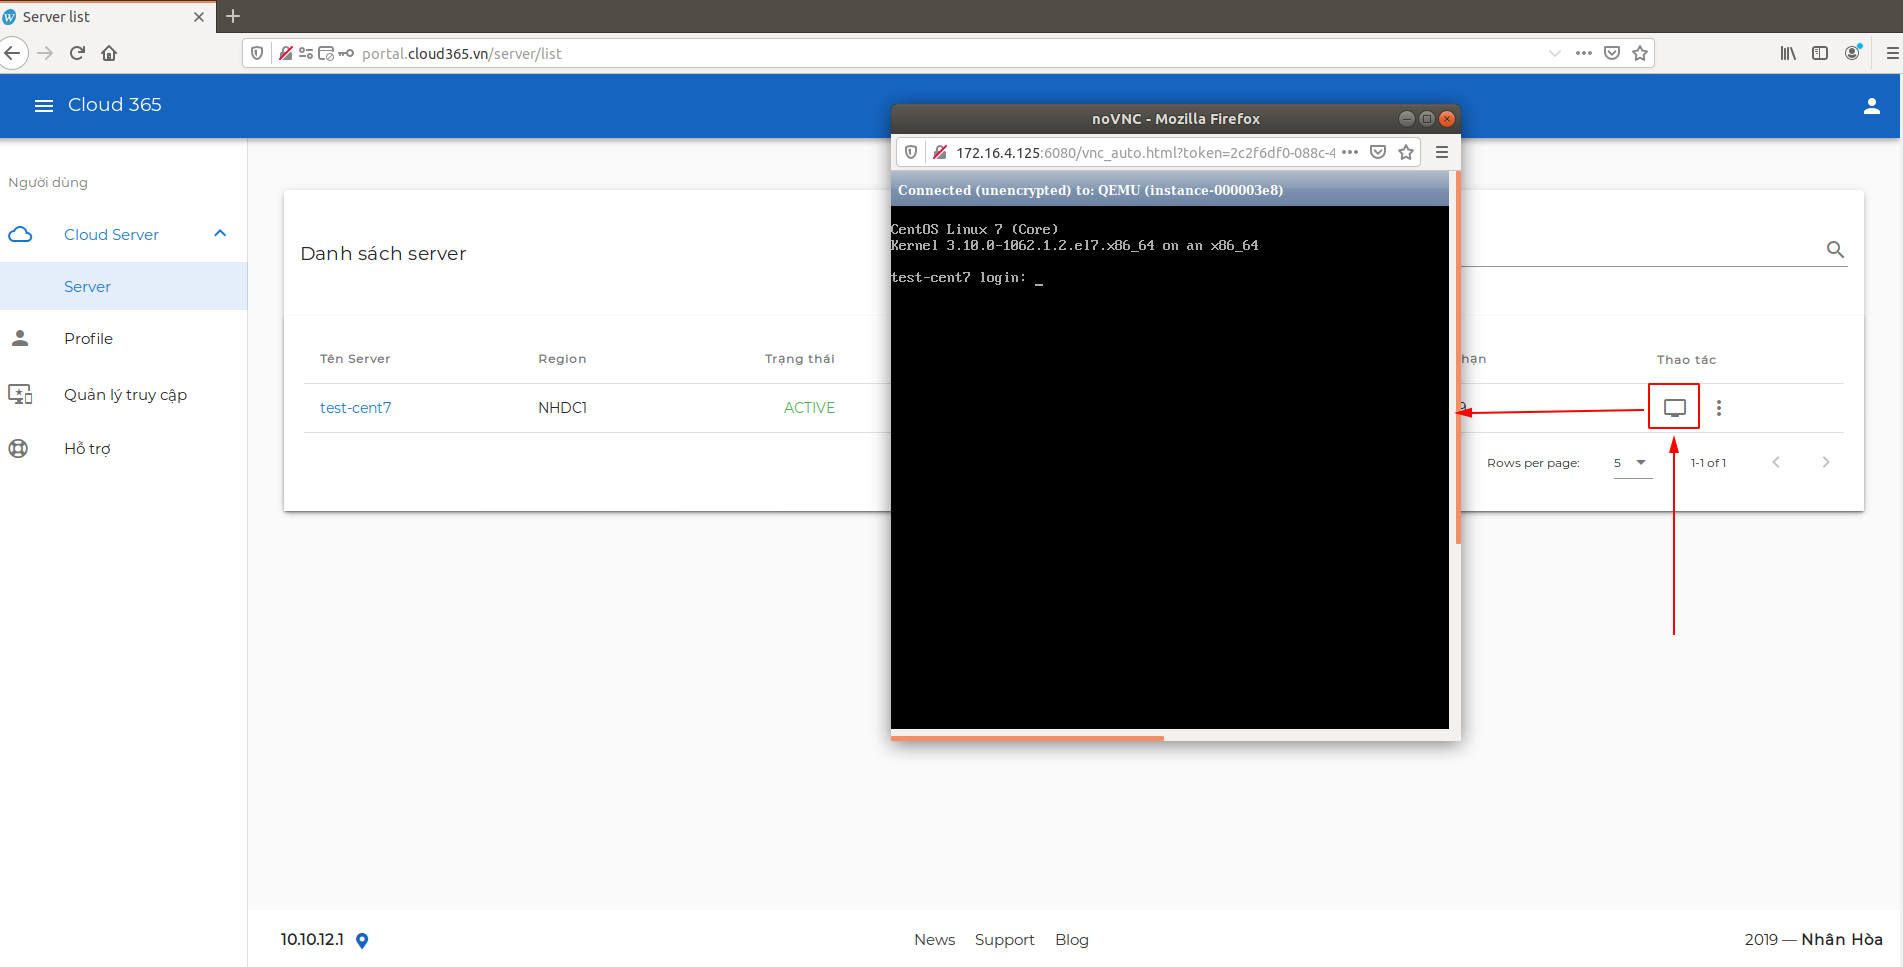 Server list
portal.cloud365.vn/server/list
Cloud 365
Người dùng
Cloud Server
Server
Profile
Quản lý truy cập
Hỗ trợ
Danh sách server
Tên Server
Region
Trạng thái
hạn
Thao tác
test-cent7
NHDC1
ACTIVE
9
Rows per page:
5
1-1 of 1
noVNC - Mozilla Firefox
172.16.4.125:6080/vnc_auto.html?token=2c2f6df0-088c-4
Connected (unencrypted) to: QEMU (instance-000003e8)
CentOS Linux 7 (Core)
Kernel 3.10.0-1062.1.2.el7.x86_64 on an x86_64
test-cent7 login: _
10.10.12.1
News
Support
Blog
2019 — Nhân Hòa